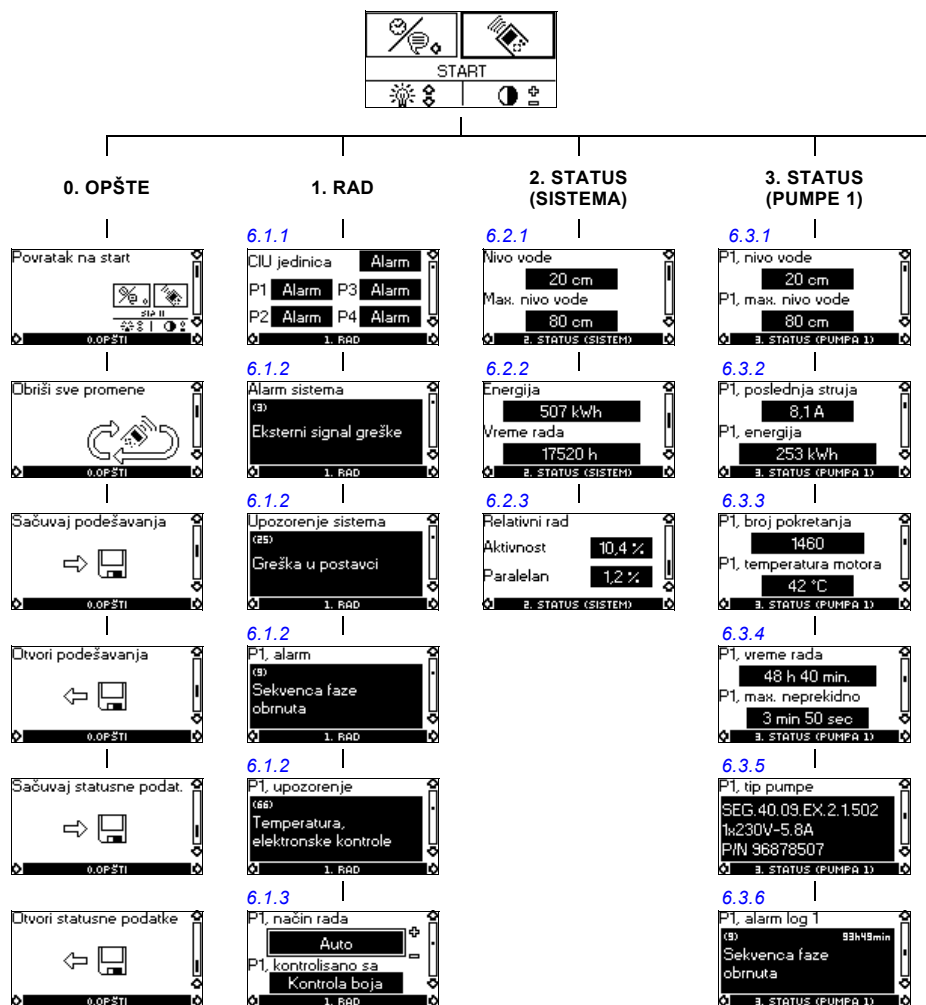 START
0. OPŠTE
Povratak na start
0.OPŠTI
Obriši sve promene
0.OPŠTI
Sačuvaj podešavanja
0.OPŠTI
Otvori podešavanja
0.OPŠTI
Sačuvaj statusne podat.
0.OPŠTI
Otvori statusne podatke
0.OPŠTI
1. RAD
6.1.1
CIU jedinica Alarm
P1 Alarm P3 Alarm
P2 Alarm P4 Alarm
1. RAD
6.1.2
Alarm sistema
(3)
Eksterni signal greške
1. RAD
6.1.2
Upozorenje sistema
(25)
Greška u postavci
1. RAD
6.1.2
P1, alarm
(9)
Sekvenca faze
obrnuta
1. RAD
6.1.2
P1, upozorenje
(66)
Temperatura,
elektronske kontrole
1. RAD
6.1.3
P1, način rada
Auto
P1, kontrolisano sa
Kontrola boja
1. RAD
2. STATUS
(SISTEMA)
6.2.1
Nivo vode
20 cm
Max. nivo vode
80 cm
2. STATUS (SISTEM)
6.2.2
Energija
507 kWh
Vreme rada
17520 h
2. STATUS (SISTEM)
6.2.3
Relativni rad
Aktivnost 10,4 %
Paralelan 1,2 %
2. STATUS (SISTEM)
3. STATUS
(PUMPE 1)
6.3.1
P1, nivo vode
20 cm
P1, max. nivo vode
80 cm
3. STATUS (PUMPA 1)
6.3.2
P1, poslednja struja
8,1 A
P1, energija
253 kWh
3. STATUS (PUMPA 1)
6.3.3
P1, broj pokretanja
1460
P1, temperatura motora
42 °C
3. STATUS (PUMPA 1)
6.3.4
P1, vreme rada
48 h 40 min.
P1, max. neprekidno
3 min 50 sec
3. STATUS (PUMPA 1)
6.3.5
P1, tip pumpe
SEG.40.09.EX.2.1.502
1x230V-5.8A
P/N 96878507
3. STATUS (PUMPA 1)
6.3.6
P1, alarm log 1
(9) 93h49min
Sekvenca faze
obrnuta
3. STATUS (PUMPA 1)